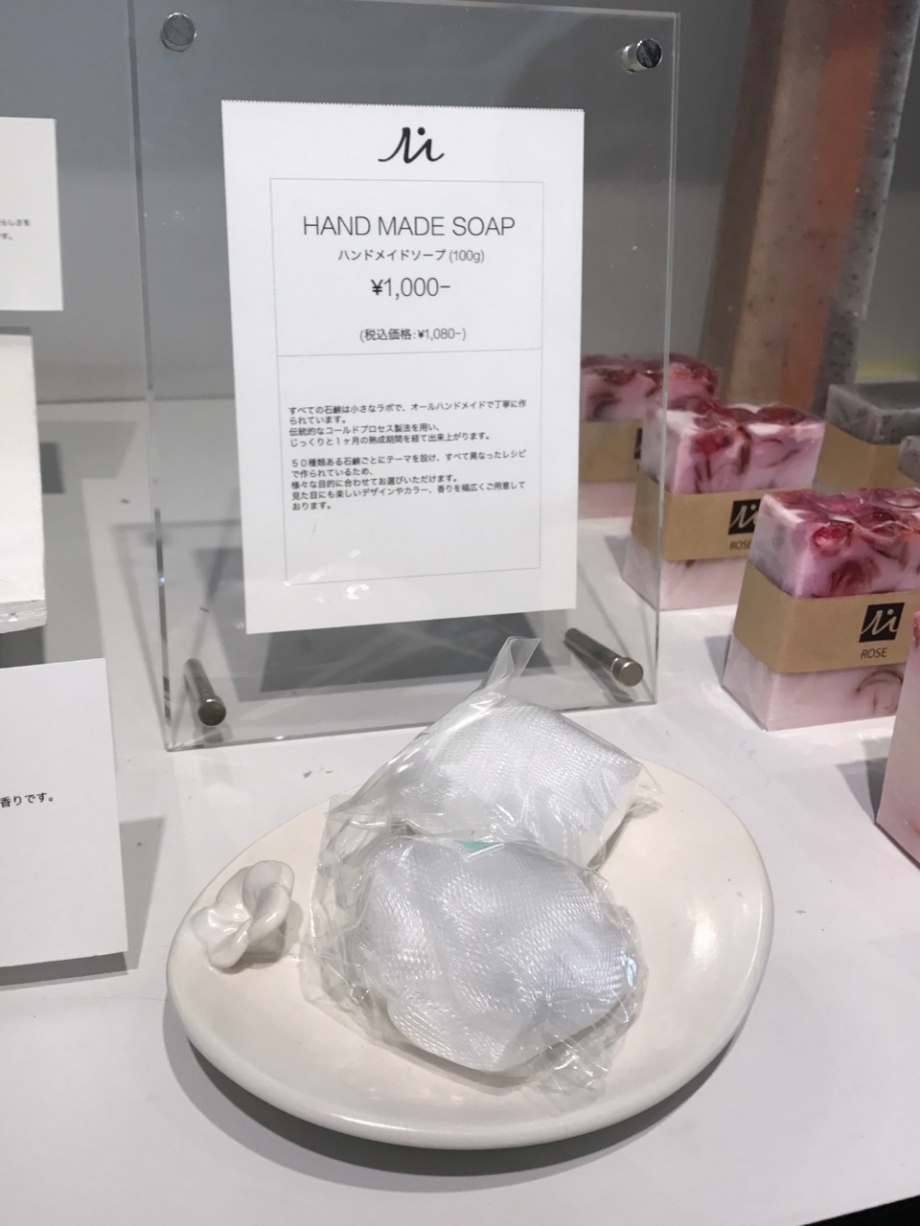 HAND MADE SOAP
ハンドメイドソープ (100g)
¥1,000−
(税込価格:¥1,080−)
すべての石鹸は小さなラボで、オールハンドメイドで丁寧に作
られています。
伝統的なコールドプロセス製法を用い、
じっくりと1ヶ月の熟成期間を経て出来上がります。
５０種類ある石鹸ごとにテーマを設け、すべて異なったレシピ
で作られているため、
様々な目的に合わせてお選びいただけます。
見た目にも楽しいデザインやカラー、香りを幅広くご用意して
おります。
らしさを
す。
香りです。
ROSE
ROSE